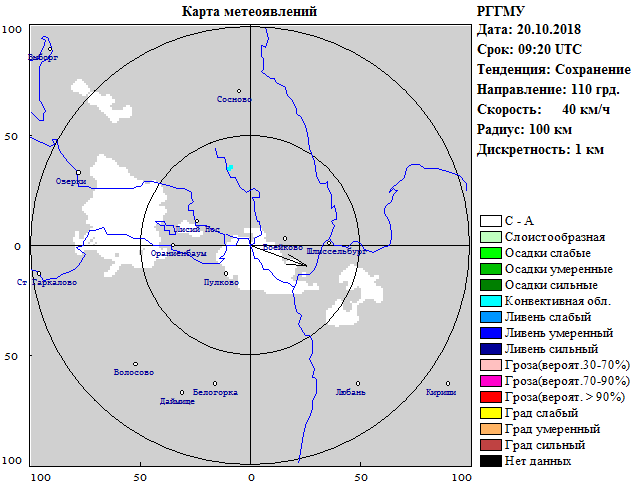 Карта метеоявлений
РГГМУ
Дата: 20.10.2018
Срок: 09:20 UTC
Тенденция: Сохранение
Направление: 110 грд.
Скорость: 40 км/ч
Радиус: 100 км
Дискретность: 1 км
100
50
0
50
100
100
50
0
50
100
Выборг
Сосново
Озерки
Лисий Нос
Ораниенбаум
Воейково
Шлиссельбург
Ст Гаркалово
Пулково
Волосово
Белогорка
Даймище
Любань
Кириши
С - А
Слоистообразная
Осадки слабые
Осадки умеренные
Осадки сильные
Конвективная обл.
Ливень слабый
Ливень умеренный
Ливень сильный
Гроза(вероят.30-70%)
Гроза(вероят.70-90%)
Гроза(вероят. > 90%)
Град слабый
Град умеренный
Град сильный
Нет данных